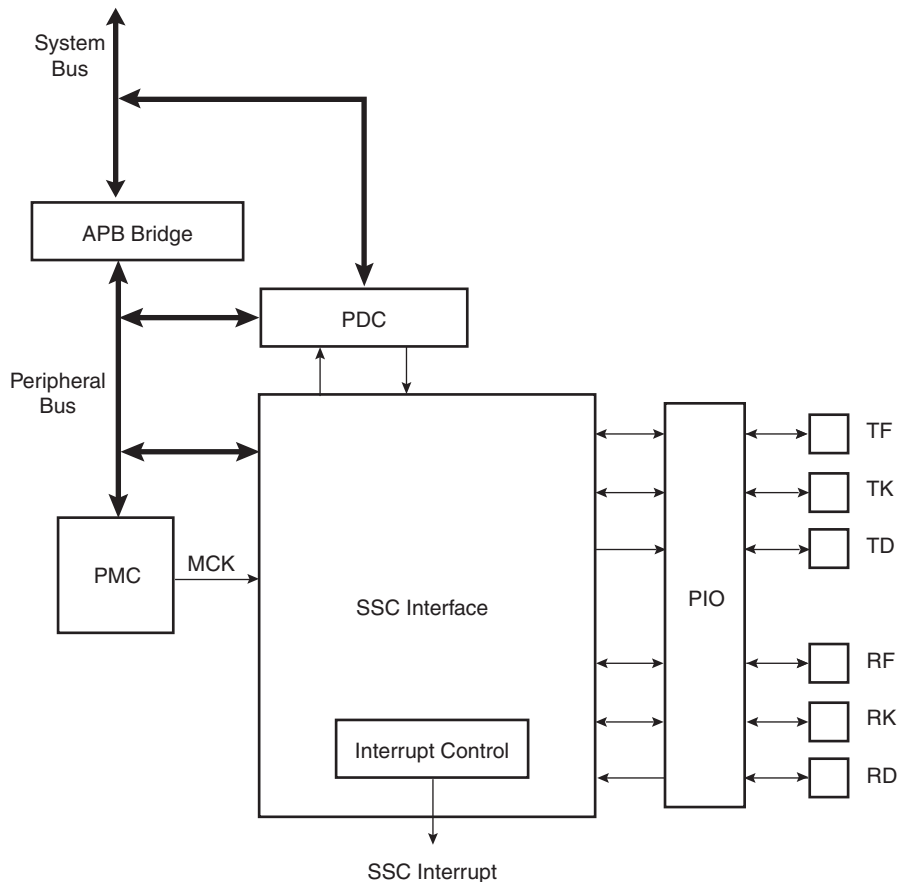 System
Bus
APB Bridge
PDC
Peripheral
Bus
TF
TK
TD
PMC
MCK
SSC Interface
PIO
RF
RK
RD
Interrupt Control
SSC Interrupt